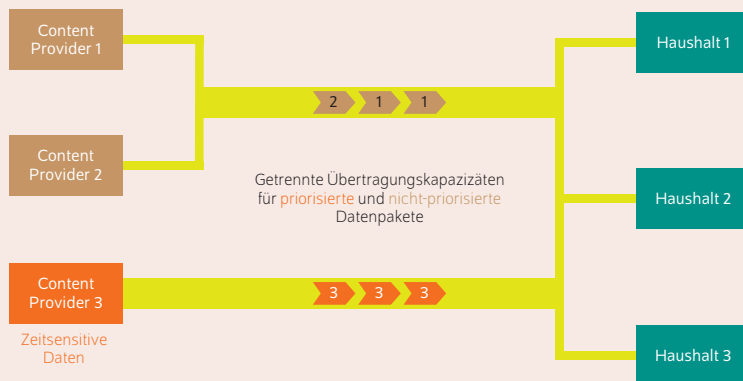 Content
Provider 1
Haushalt 1
2 1 1
Content
Provider 2
Getrennte Übertragungskapazizäten
für priorisierte und nicht-priorisierte
Datenpakete
Haushalt 2
Content
Provider 3
3 3 3
Zeitsensitive
Daten
Haushalt 3